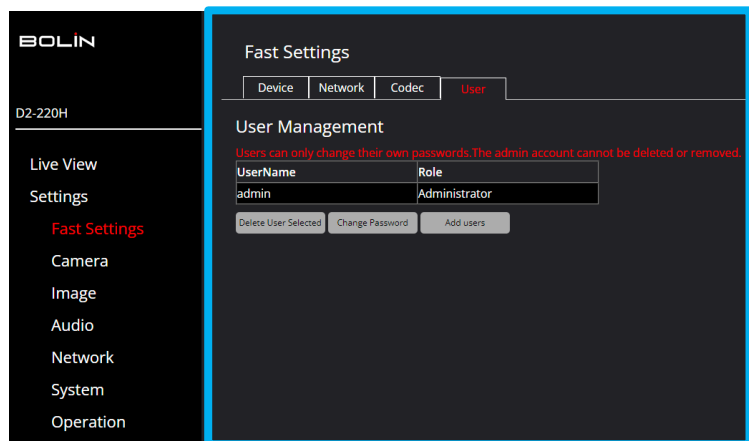 BOLIN
D2-220H
Live View
Settings
Fast Settings
Camera
Image
Audio
Network
System
Operation
Fast Settings
Device Network Codec User
User Management
Users can only change their own passwords.The admin account cannot be deleted or removed.
UserName Role
admin Administrator
Delete User Selected Change Password Add users